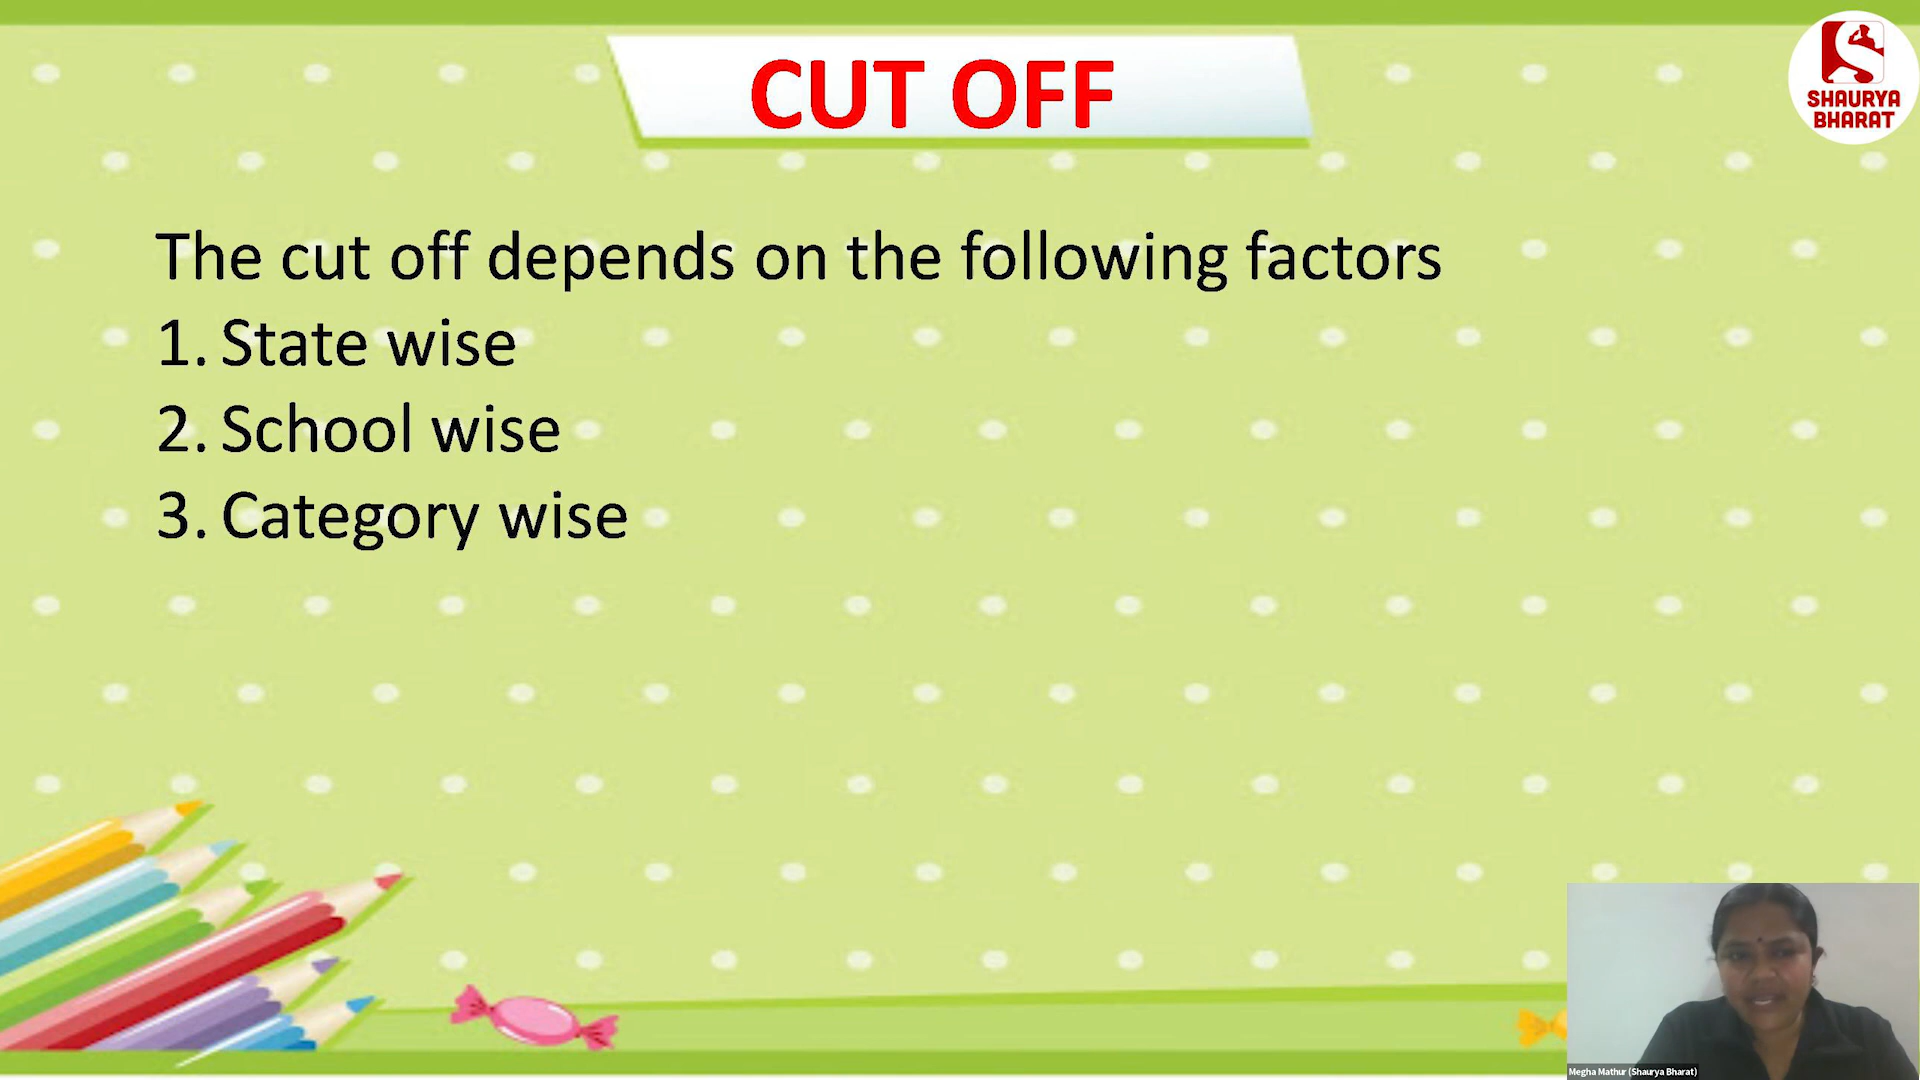 CUT OFF
SHAURYA
BHARAT
The cut off depends on the following factors
1. State wise
2. School wise
3. Category wise
Megha Mathur (Shaurya Bharat)